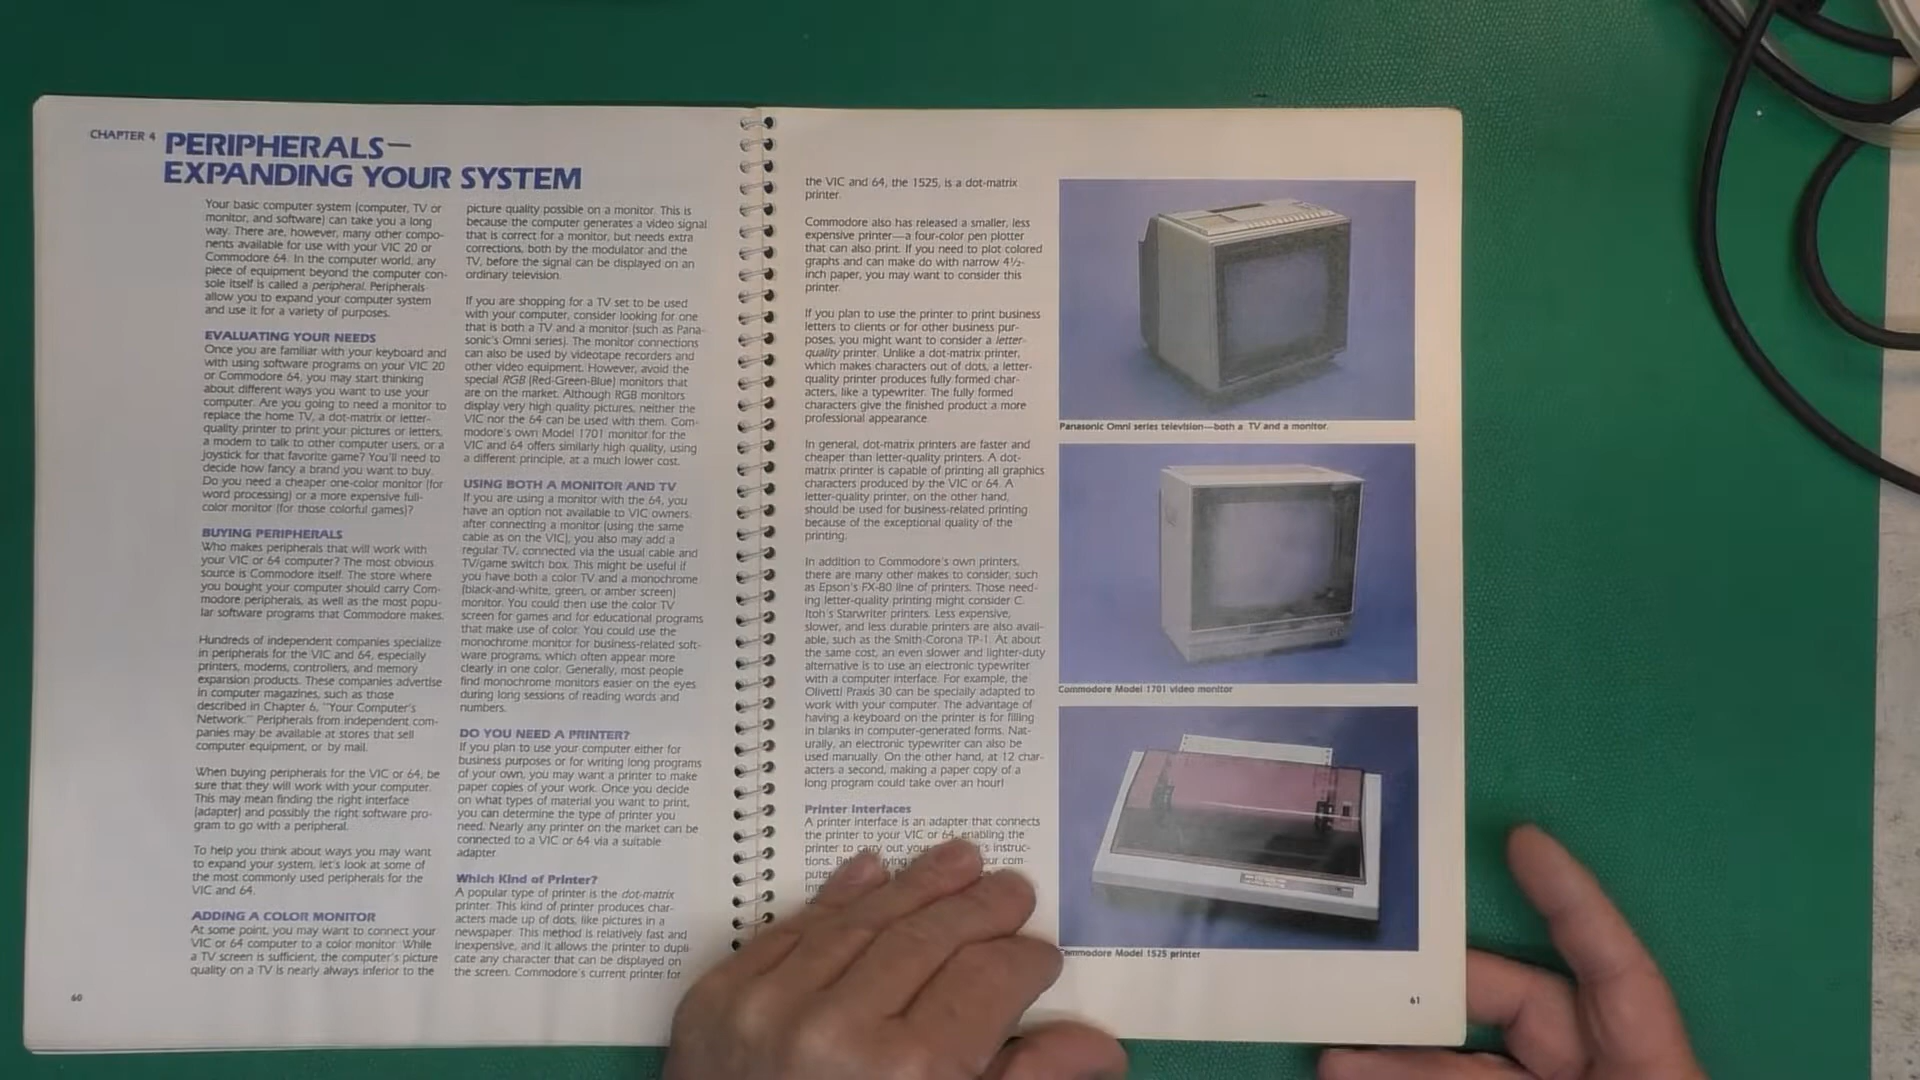 CHAPTER 4
PERIPHERALS—
EXPANDING YOUR SYSTEM
Your basic computer system (computer, TV or
monitor, and software) can take you a long
way. There are, however, many other compo-
nents available for use with your VIC 20 or
Commodore 64. In the computer world, any
piece of equipment beyond the computer con-
sole itself is called a peripheral. Peripherals
allow you to expand your computer system
and use it for a variety of purposes.
EVALUATING YOUR NEEDS
Once you are familiar with your keyboard and
with using software programs on your VIC 20
or Commodore 64, you may start thinking
about different ways you want to use your
computer. Are you going to need a monitor to
replace the home TV, a dot-matrix or letter-
quality printer to print your pictures or letters,
a modem to talk to other computer users, or a
joystick for that favorite game? You'll need to
decide how fancy a brand you want to buy.
Do you need a cheaper one-color monitor (for
word processing) or a more expensive full-
color monitor (for those colorful games)?
BUYING PERIPHERALS
Who makes peripherals that will work with
your VIC or 64 computer? The most obvious
source is Commodore itself. The store where
you bought your computer should carry Com-
modore peripherals, as well as the most popu-
lar software programs that Commodore makes.
Hundreds of independent companies specialize
in peripherals for the VIC and 64, especially
printers, modems, controllers, and memory
expansion products. These companies advertise
in computer magazines, such as those
described in Chapter 6, "Your Computer's
Network." Peripherals from independent com-
panies may be available at stores that sell
computer equipment, or by mail.
When buying peripherals for the VIC or 64, be
sure that they will work with your computer.
This may mean finding the right interface
(adapter) and possibly the right software pro-
gram to go with a peripheral.
To help you think about ways you may want
to expand your system, let's look at some of
the most commonly used peripherals for the
VIC and 64.
ADDING A COLOR MONITOR
At some point, you may want to connect your
VIC or 64 computer to a color monitor. While
a TV screen is sufficient, the computer's picture
quality on a TV is nearly always inferior to the
60
picture quality possible on a monitor. This is
because the computer generates a video signal
that is correct for a monitor, but needs extra
corrections, both by the modulator and the
TV, before the signal can be displayed on an
ordinary television.
If you are shopping for a TV set to be used
with your computer, consider looking for one
that is both a TV and a monitor (such as Pana-
sonic's Omni series). The monitor connections
can also be used by videotape recorders and
other video equipment. However, avoid the
special RGB (Red-Green-Blue) monitors that
are on the market. Although RGB monitors
display very high quality pictures, neither the
VIC nor the 64 can be used with them. Com-
modore's own Model 1701 monitor for the
VIC and 64 offers similarly high quality, using
a different principle, at a much lower cost.
USING BOTH A MONITOR AND TV
If you are using a monitor with the 64, you
have an option not available to VIC owners:
after connecting a monitor (using the same
cable as on the VIC), you also may add a
regular TV, connected via the usual cable and
TV/game switch box. This might be useful if
you have both a color TV and a monochrome
(black-and-white, green, or amber screen)
monitor. You could then use the color TV
screen for games and for educational programs
that make use of color. You could use the
monochrome monitor for business-related soft-
ware programs, which often appear more
clearly in one color. Generally, most people
find monochrome monitors easier on the eyes
during long sessions of reading words and
numbers.
DO YOU NEED A PRINTER?
If you plan to use your computer either for
business purposes or for writing long programs
of your own, you may want a printer to make
paper copies of your work. Once you decide
on what types of material you want to print,
you can determine the type of printer you
need. Nearly any printer on the market can be
connected to a VIC or 64 via a suitable
adapter.
Which Kind of Printer?
A popular type of printer is the dot-matrix
printer. This kind of printer produces char-
acters made up of dots, like pictures in a
newspaper. This method is relatively fast and
inexpensive, and it allows the printer to dupli-
cate any character that can be displayed on
the screen. Commodore's current printer for
the VIC and 64, the 1525, is a dot-matrix
printer.
Commodore also has released a smaller, less
expensive printer—a four-color pen plotter
that can also print. If you need to plot colored
graphs and can make do with narrow 4½-
inch paper, you may want to consider this
printer.
If you plan to use the printer to print business
letters to clients or for other business pur-
poses, you might want to consider a letter-
quality printer. Unlike a dot-matrix printer,
which makes characters out of dots, a letter-
quality printer produces fully formed char-
acters, like a typewriter. The fully formed
characters give the finished product a more
professional appearance.
In general, dot-matrix printers are faster and
cheaper than letter-quality printers. A dot-
matrix printer is capable of printing all graphics
characters produced by the VIC or 64. A
letter-quality printer, on the other hand,
should be used for business-related printing
because of the exceptional quality of the
printing.
In addition to Commodore's own printers,
there are many other makes to consider, such
as Epson's FX-80 line of printers. Those need-
ing letter-quality printing might consider C.
Itoh's Starwriter printers. Less expensive,
slower, and less durable printers are also avail-
able, such as the Smith-Corona TP-1. At about
the same cost, an even slower and lighter-duty
alternative is to use an electronic typewriter
with a computer interface. For example, the
Olivetti Praxis 30 can be specially adapted to
work with your computer. The advantage of
having a keyboard on the printer is for filling
in blanks in computer-generated forms. Nat-
urally, an electronic typewriter can also be
used manually. On the other hand, at 12 char-
acters a second, making a paper copy of a
long program could take over an hour!
Printer Interfaces
A printer interface is an adapter that connects
the printer to your VIC or 64, enabling the
printer to carry out your 's instruc-
tions. our com-
Panasonic Omni series television—both a TV and a monitor.
Commodore Model 1701 video monitor
Commodore Model 1525 printer
61